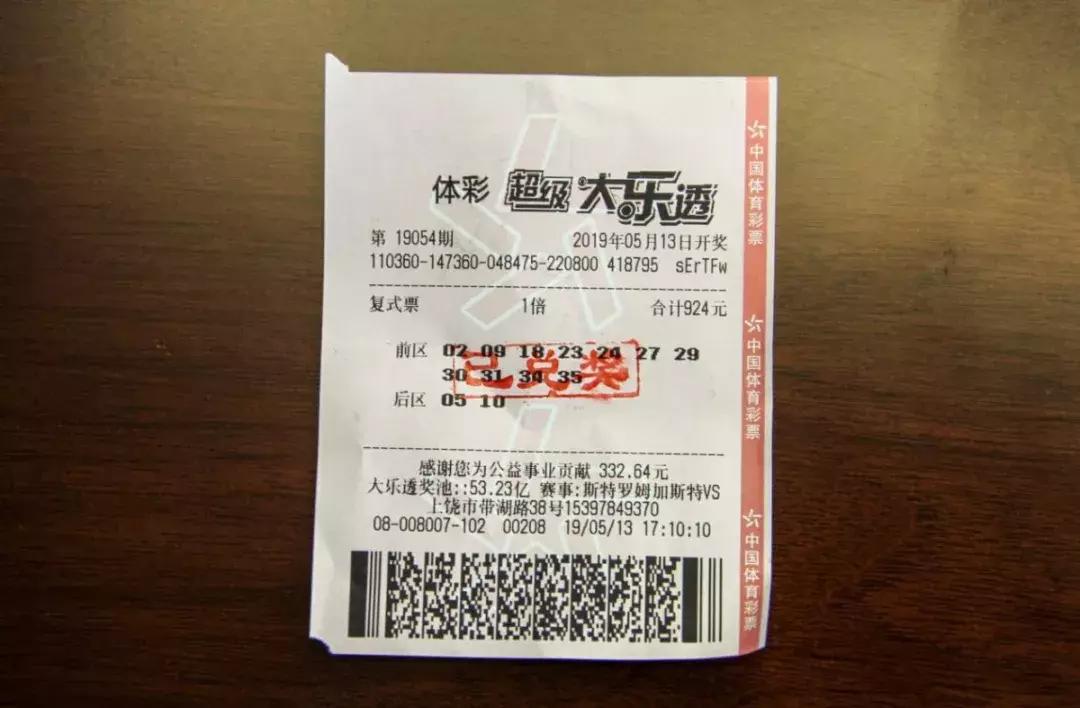 体彩 超级大乐透
第 19054期 2019年05月13日开奖
110360-147360-048475-220800 418795 sErTFw
复式票 1倍 合计924元
前区 02 09 18 23 24 27 29
30 31 34 35
已兑奖
后区 05 10
感谢您为公益事业贡献 332.64元
大乐透奖池::53.23亿 赛事:斯特罗姆加斯特VS
上饶市带湖路38号15397849370
08-008007-102 00208 19/05/13 17:10:10
中国体育彩票
中国体育彩票
中国体育彩票